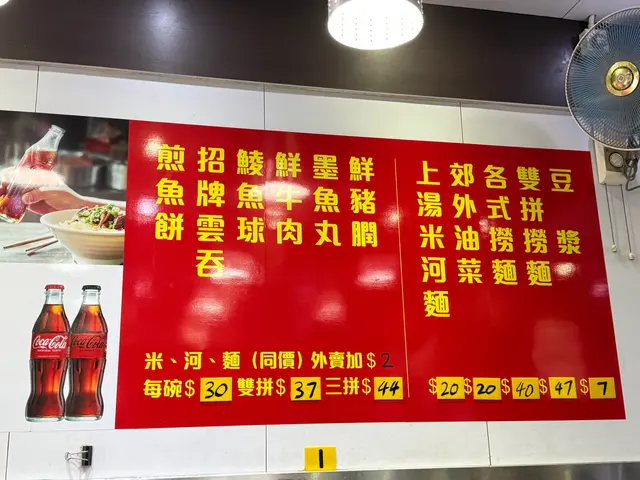 鮮豬膶
墨魚丸
鮮牛肉
鯪魚球
招牌雲吞
煎魚餅
米、河、麵(同價)外賣加$2
每碗$30 雙拼$37 三拼$44
豆漿
雙拼撈麵
各式撈麵
郊外油菜
上湯米河麵
$20 $20 $40 $47 $7
Coca-Cola
Coca-Cola
1